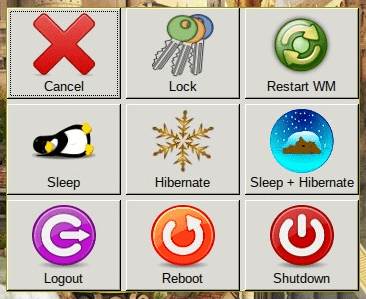 Cancel
Lock
Restart WM
Sleep
Hibernate
Sleep + Hibernate
Logout
Reboot
Shutdown